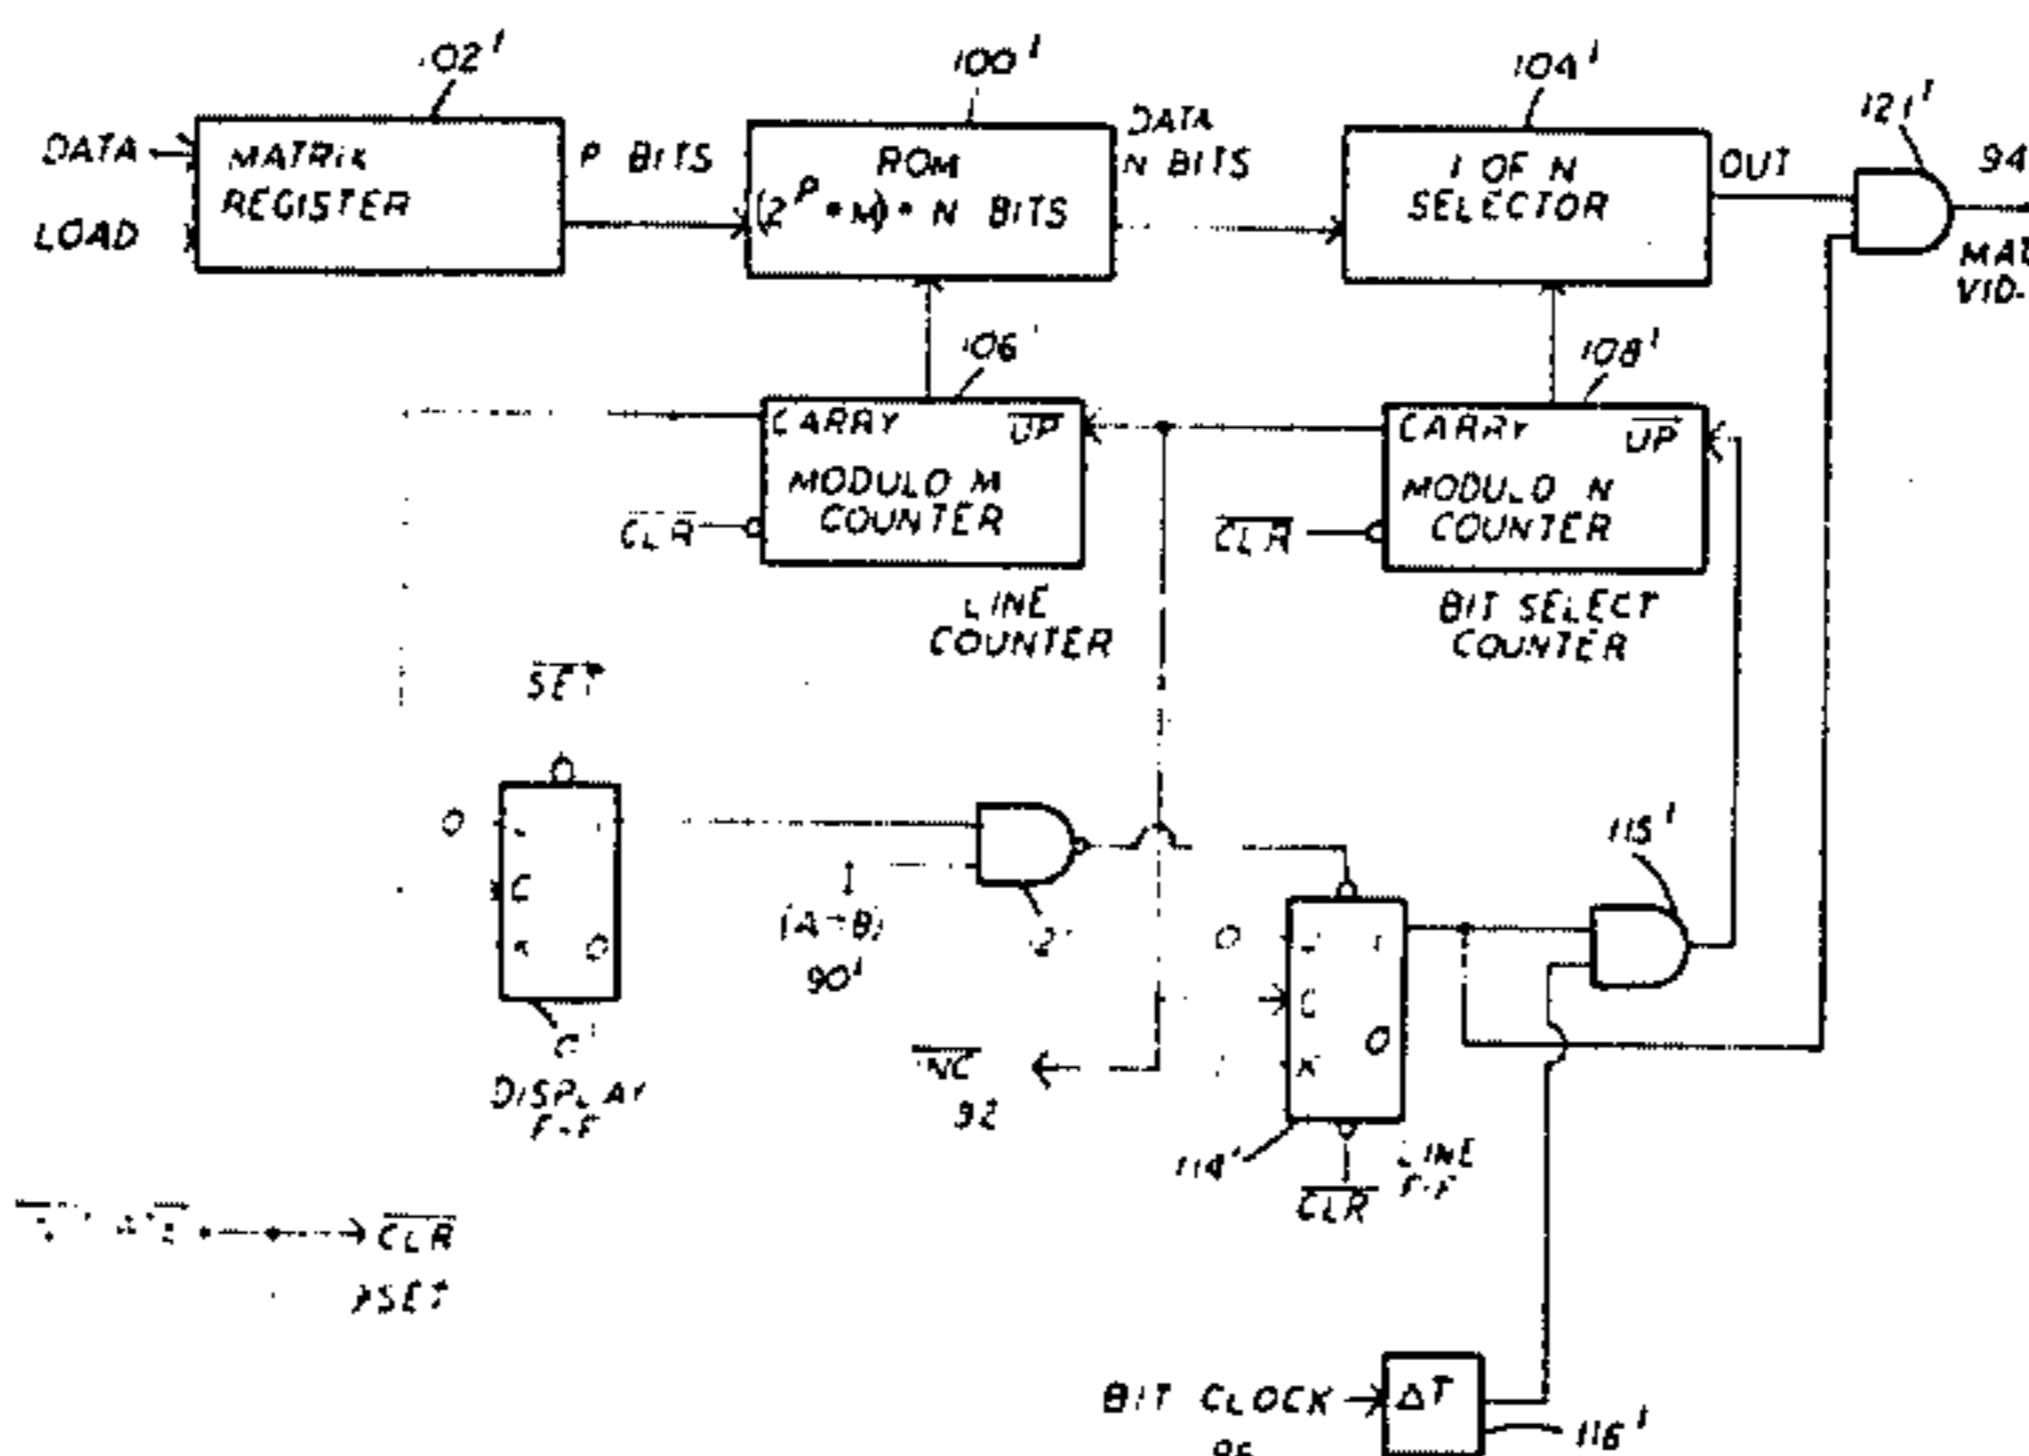 102'
100'
104'
121'
DATA
MATRIX
REGISTER
LOAD
P BITS
ROM
(2^P • M) • N BITS
DATA
N BITS
1 OF N
SELECTOR
OUT
94
VID-
106'
108'
CARRY
UP
MODULO M
COUNTER
CLR
LINE
COUNTER
CARRY
UP
MODULO N
COUNTER
CLR
BIT SELECT
COUNTER
SET
0
C
K
0
DISPLAY
F-F
90'
92
0
C
K
0
114'
LINE
F-F
CLR
115'
CLR
BIT CLOCK
ΔT
116'